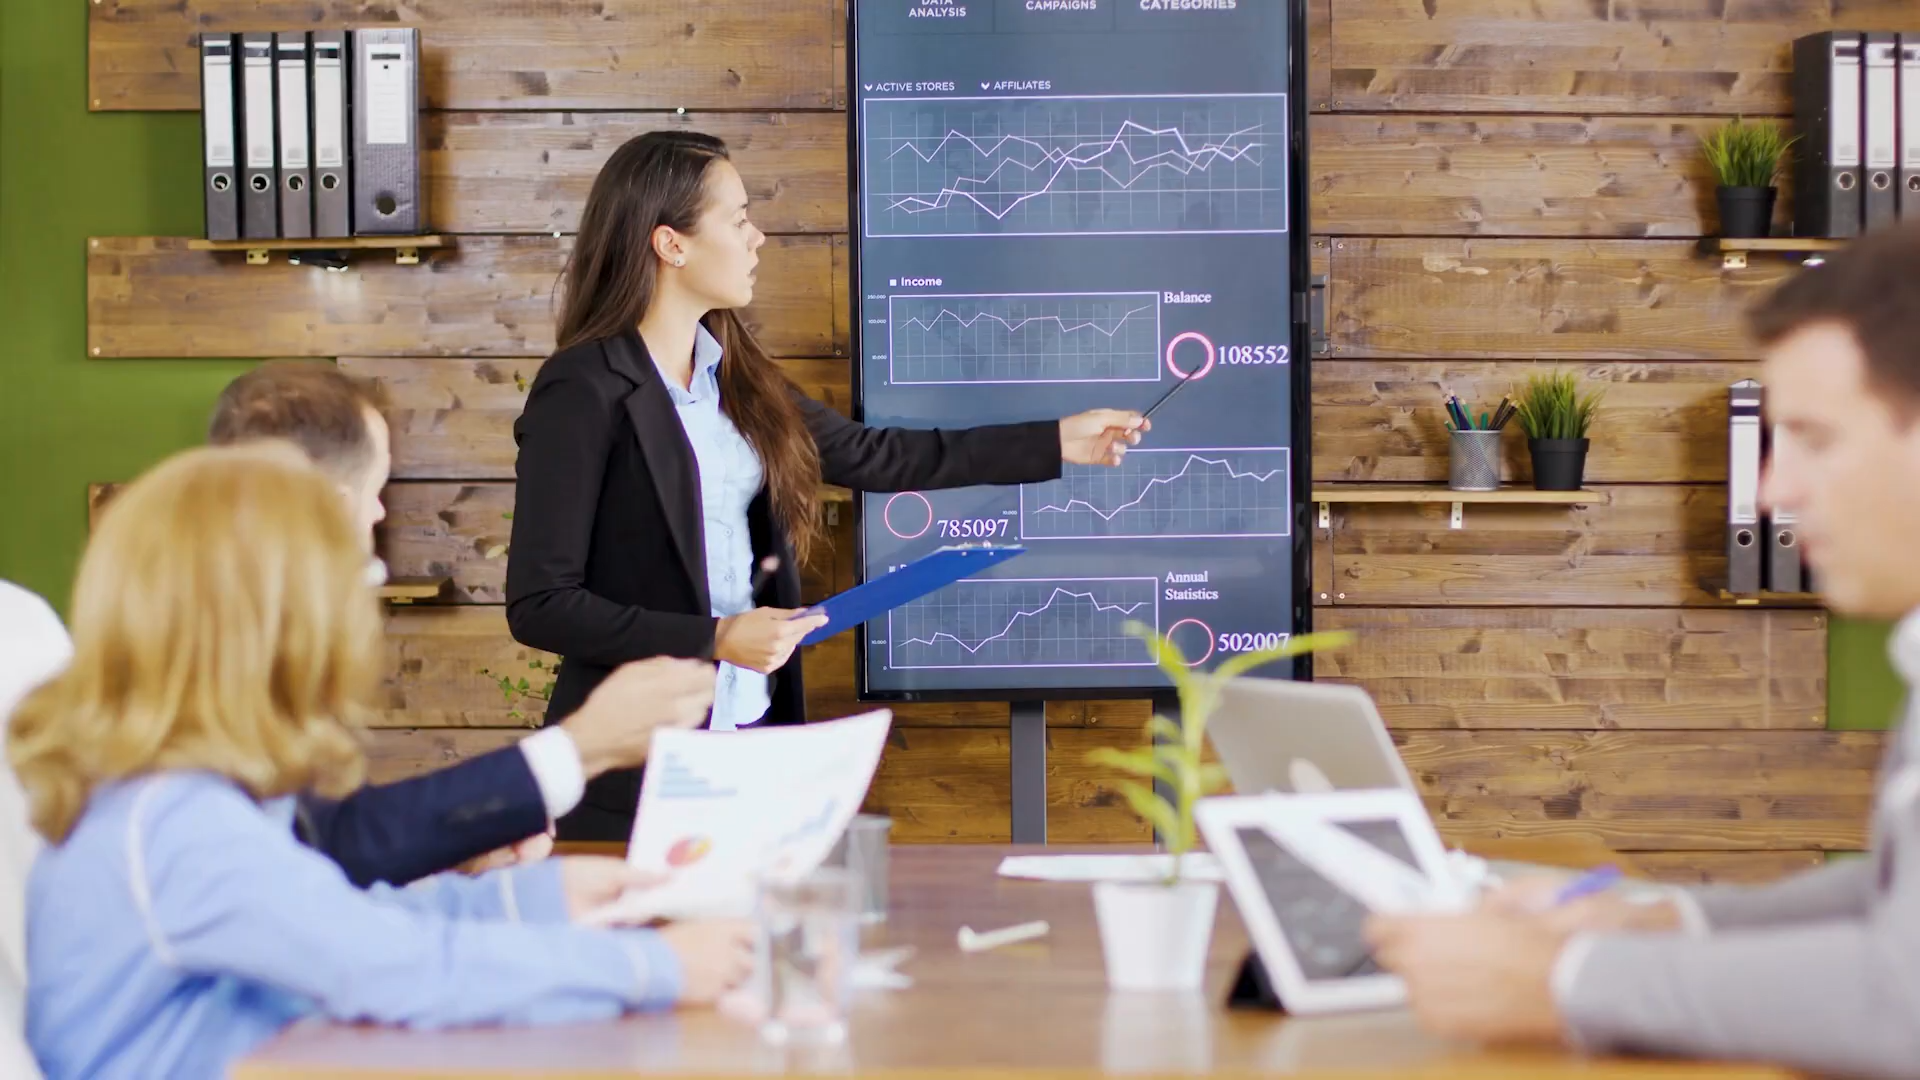 DATA
ANALYSIS
CAMPAIGNS
CATEGORIES
ACTIVE STORES
AFFILIATES
Income
Balance
108552
785097
Annual
Statistics
502007